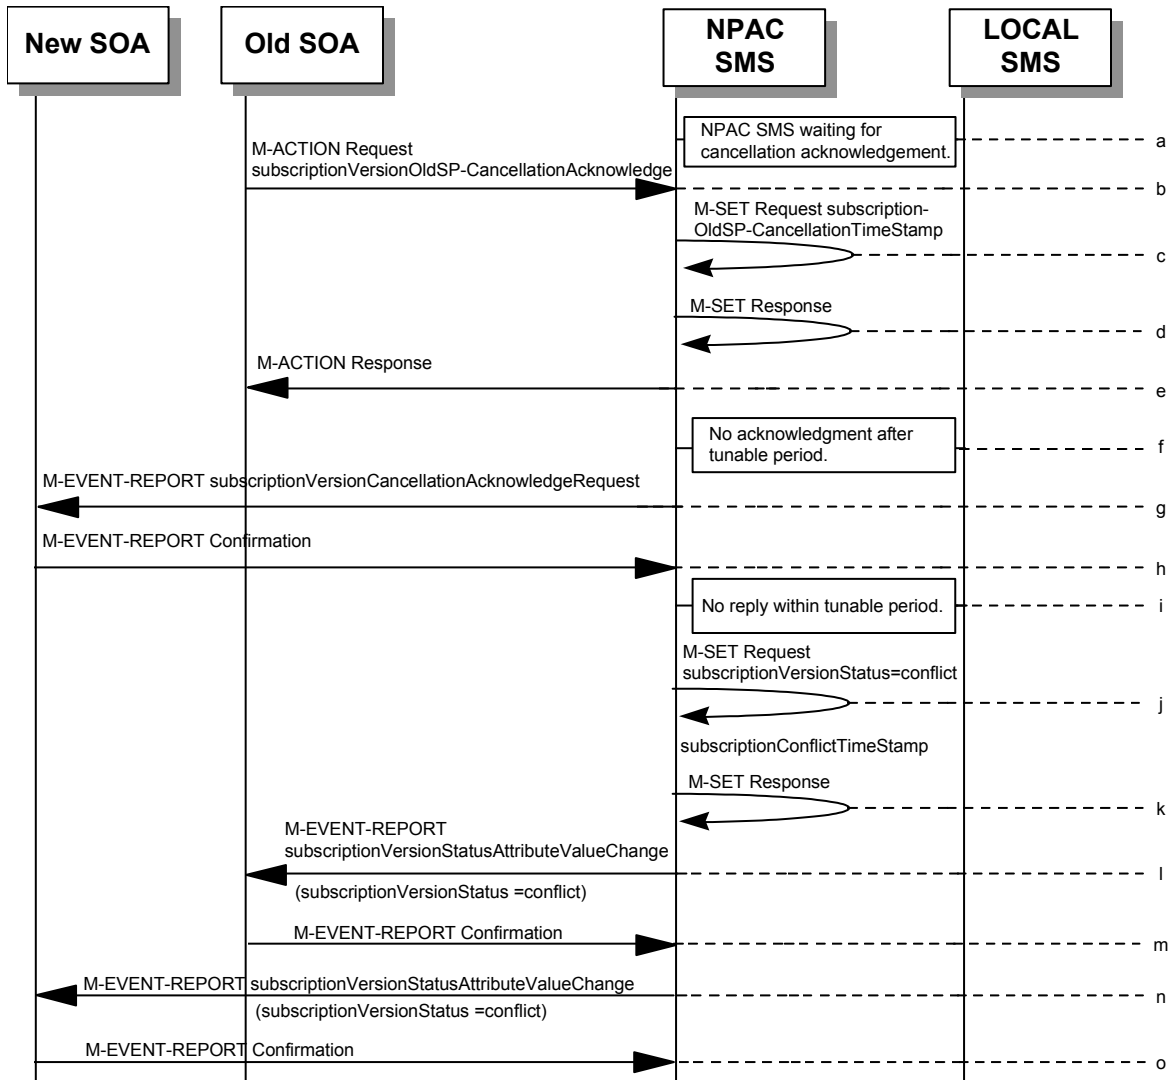 New SOA
Old SOA
NPAC
SMS
LOCAL
SMS
NPAC SMS waiting for
cancellation acknowledgement.
a
M-ACTION Request
subscriptionVersionOldSP-CancellationAcknowledge
b
M-SET Request subscription-
OldSP-CancellationTimeStamp
c
M-SET Response
d
M-ACTION Response
e
No acknowledgment after
tunable period.
f
M-EVENT-REPORT subscriptionVersionCancellationAcknowledgeRequest
g
M-EVENT-REPORT Confirmation
h
No reply within tunable period.
i
M-SET Request
subscriptionVersionStatus=conflict
j
subscriptionConflictTimeStamp
M-SET Response
k
M-EVENT-REPORT
subscriptionVersionStatusAttributeValueChange
l
(subscriptionVersionStatus =conflict)
M-EVENT-REPORT Confirmation
m
M-EVENT-REPORT subscriptionVersionStatusAttributeValueChange
n
(subscriptionVersionStatus =conflict)
M-EVENT-REPORT Confirmation
o